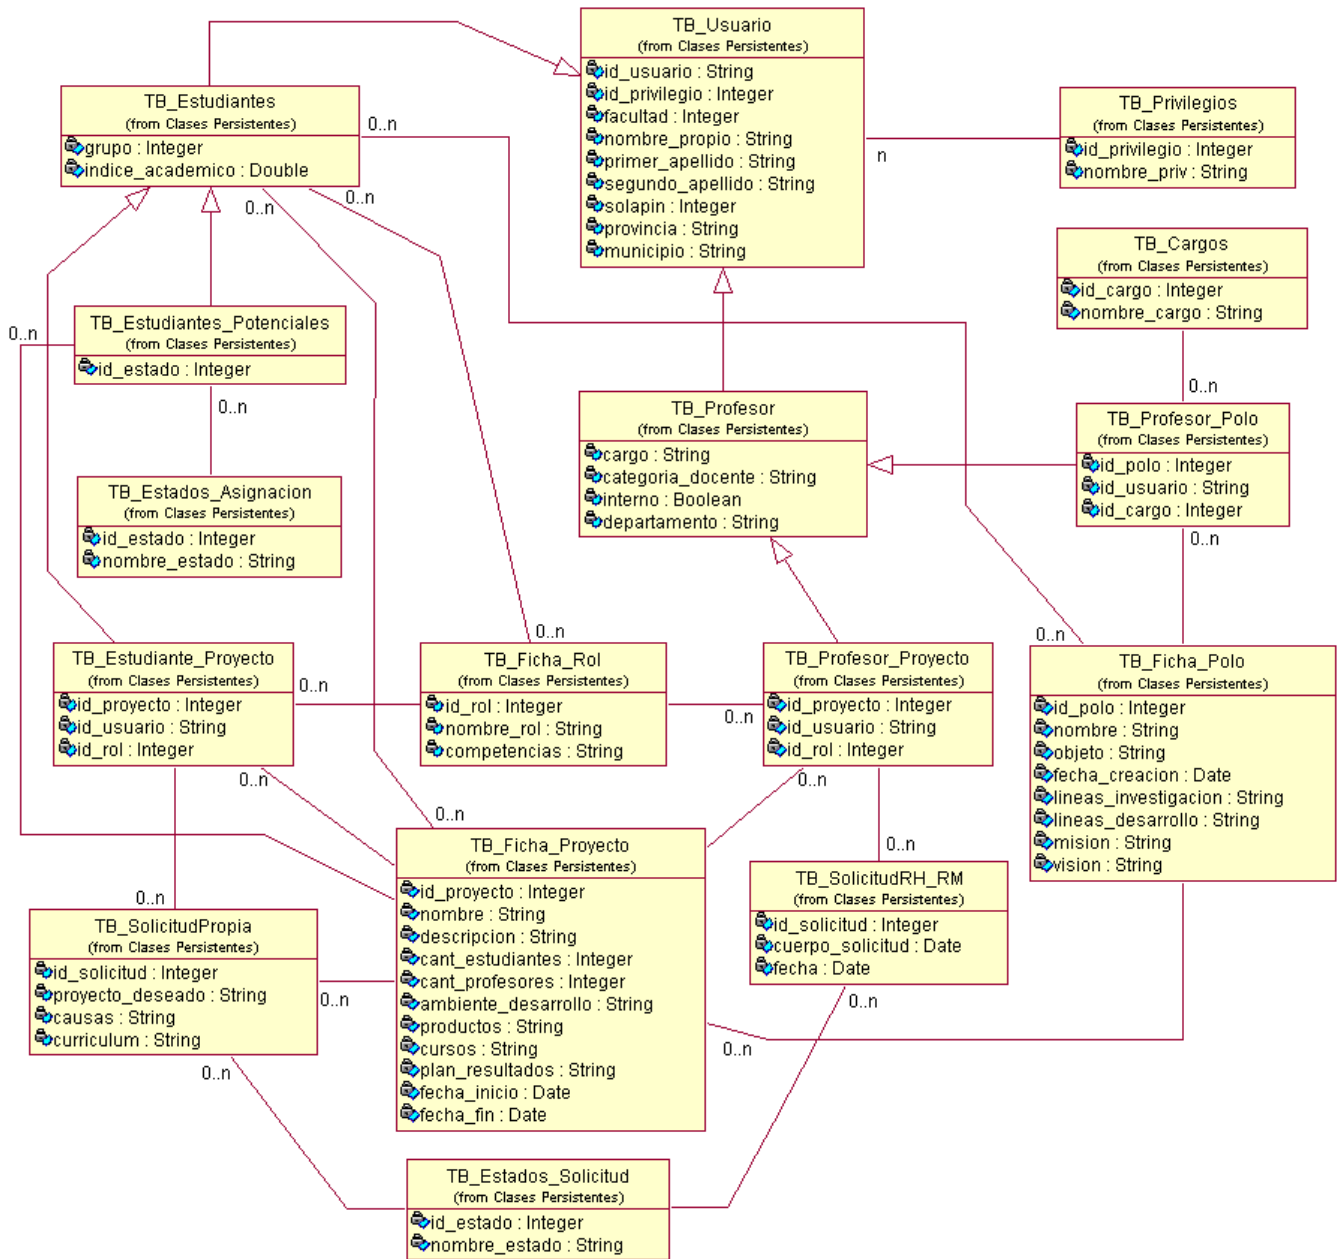 TB_Usuario
(from Clases Persistentes)
id_usuario : String
id_privilegio : Integer
facultad : Integer
nombre_propio : String
primer_apellido : String
segundo_apellido : String
solapin : Integer
provincia : String
municipio : String
TB_Estudiantes
(from Clases Persistentes)
grupo : Integer
indice_academico : Double
0..n
0..n
0..n
n
TB_Privilegios
(from Clases Persistentes)
id_privilegio : Integer
nombre_priv : String
TB_Cargos
(from Clases Persistentes)
id_cargo : Integer
nombre_cargo : String
0..n
TB_Estudiantes_Potenciales
(from Clases Persistentes)
id_estado : Integer
0..n
0..n
TB_Profesor
(from Clases Persistentes)
cargo : String
categoria_docente : String
interno : Boolean
departamento : String
TB_Profesor_Polo
(from Clases Persistentes)
id_polo : Integer
id_usuario : String
id_cargo : Integer
0..n
TB_Estados_Asignacion
(from Clases Persistentes)
id_estado : Integer
nombre_estado : String
0..n
0..n
TB_Estudiante_Proyecto
(from Clases Persistentes)
id_proyecto : Integer
id_usuario : String
id_rol : Integer
0..n
0..n
TB_Ficha_Rol
(from Clases Persistentes)
id_rol : Integer
nombre_rol : String
competencias : String
0..n
TB_Profesor_Proyecto
(from Clases Persistentes)
id_proyecto : Integer
id_usuario : String
id_rol : Integer
0..n
TB_Ficha_Polo
(from Clases Persistentes)
id_polo : Integer
nombre : String
objeto : String
fecha_creacion : Date
lineas_investigacion : String
lineas_desarrollo : String
mision : String
vision : String
0..n
TB_Ficha_Proyecto
(from Clases Persistentes)
id_proyecto : Integer
nombre : String
descripcion : String
cant_estudiantes : Integer
cant_profesores : Integer
ambiente_desarrollo : String
productos : String
cursos : String
plan_resultados : String
fecha_inicio : Date
fecha_fin : Date
0..n
0..n
TB_SolicitudRH_RM
(from Clases Persistentes)
id_solicitud : Integer
cuerpo_solicitud : Date
fecha : Date
0..n
0..n
TB_SolicitudPropia
(from Clases Persistentes)
id_solicitud : Integer
proyecto_deseado : String
causas : String
curriculum : String
0..n
0..n
0..n
TB_Estados_Solicitud
(from Clases Persistentes)
id_estado : Integer
nombre_estado : String